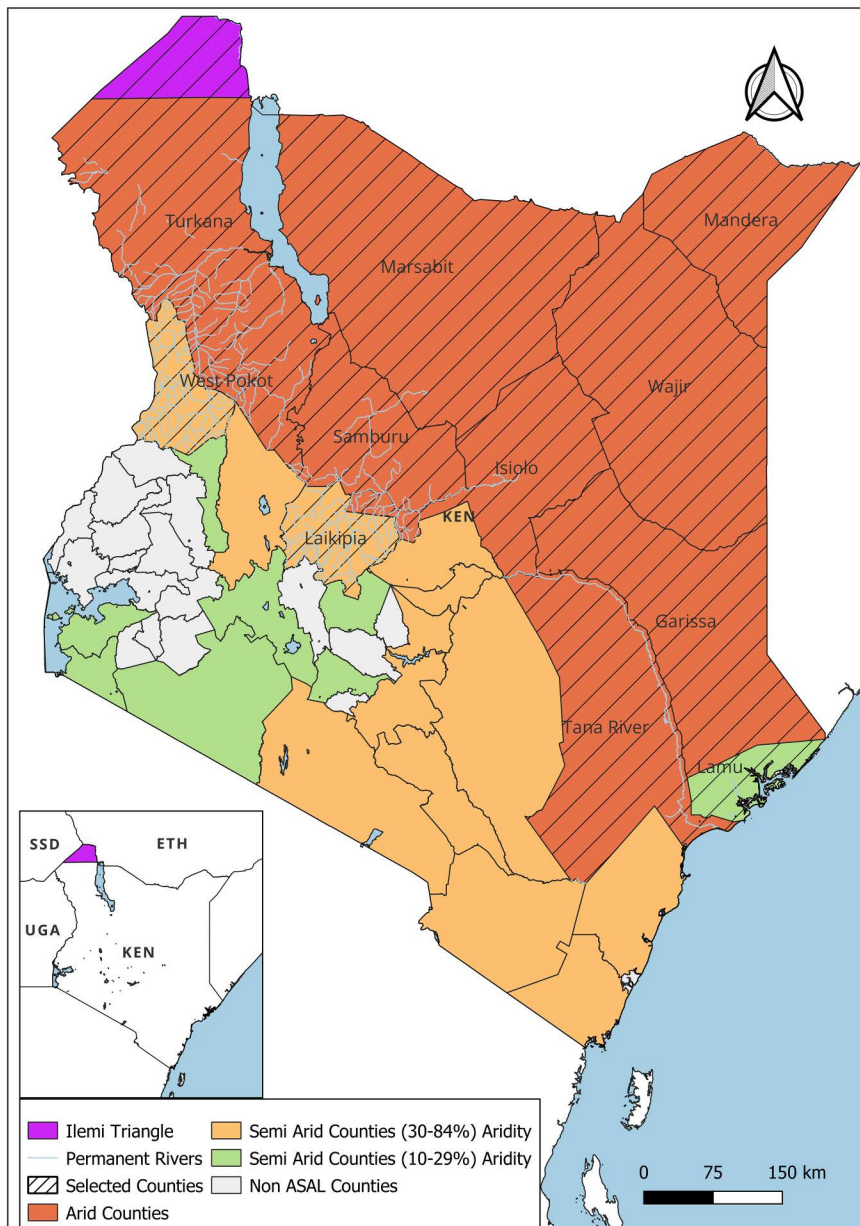 Turkana
Mandera
Marsabit
West Pokot
Wajir
Samburu
Isiolo
KEN
Laikipia
Garissa
Tana River
Lamu
SSD
ETH
UGA
KEN
Ilemi Triangle
Permanent Rivers
Selected Counties
Arid Counties
Semi Arid Counties (30-84%) Aridity
Semi Arid Counties (10-29%) Aridity
Non ASAL Counties
0 75 150 km